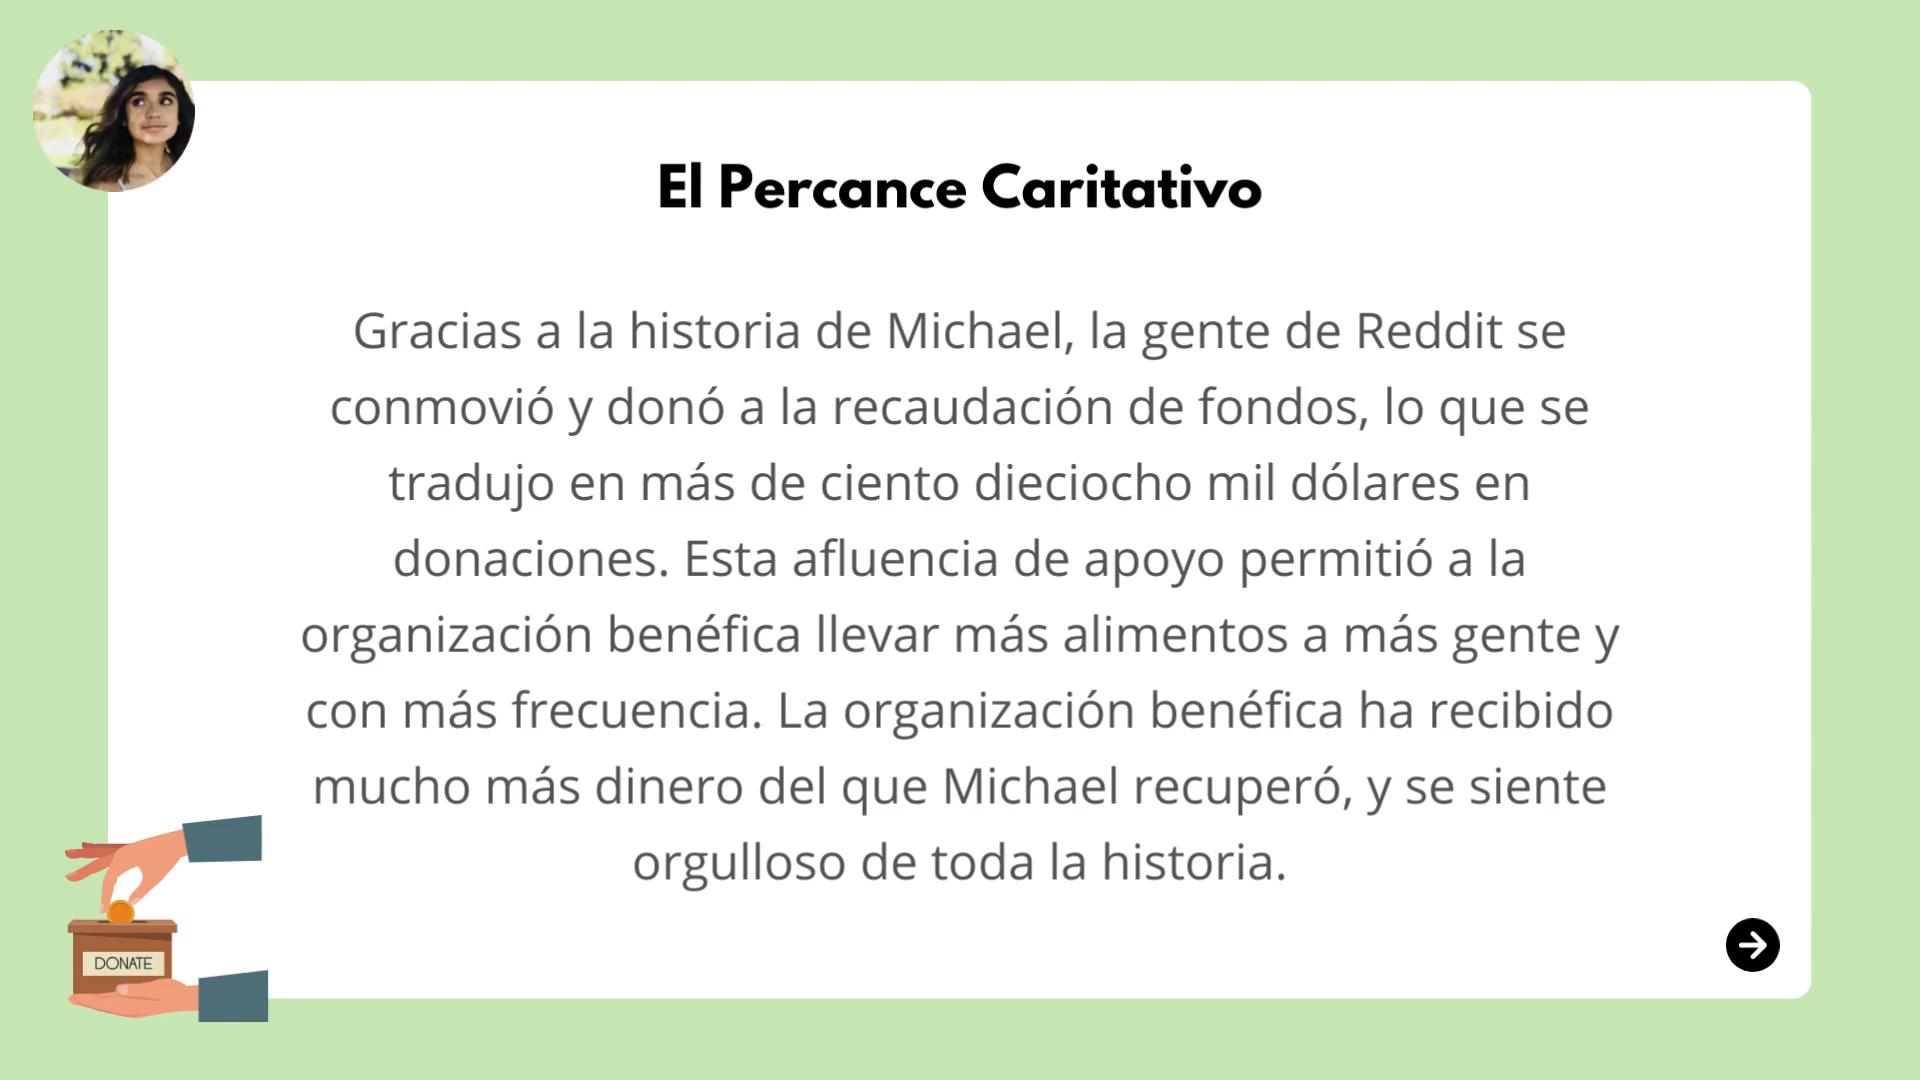 El Percance Caritativo
Gracias a la historia de Michael, la gente de Reddit se
conmovió y donó a la recaudación de fondos, lo que se
tradujo en más de ciento dieciocho mil dólares en
donaciones. Esta afluencia de apoyo permitió a la
organización benéfica llevar más alimentos a más gente y
con más frecuencia. La organización benéfica ha recibido
mucho más dinero del que Michael recuperó, y se siente
orgulloso de toda la historia.
DONATE